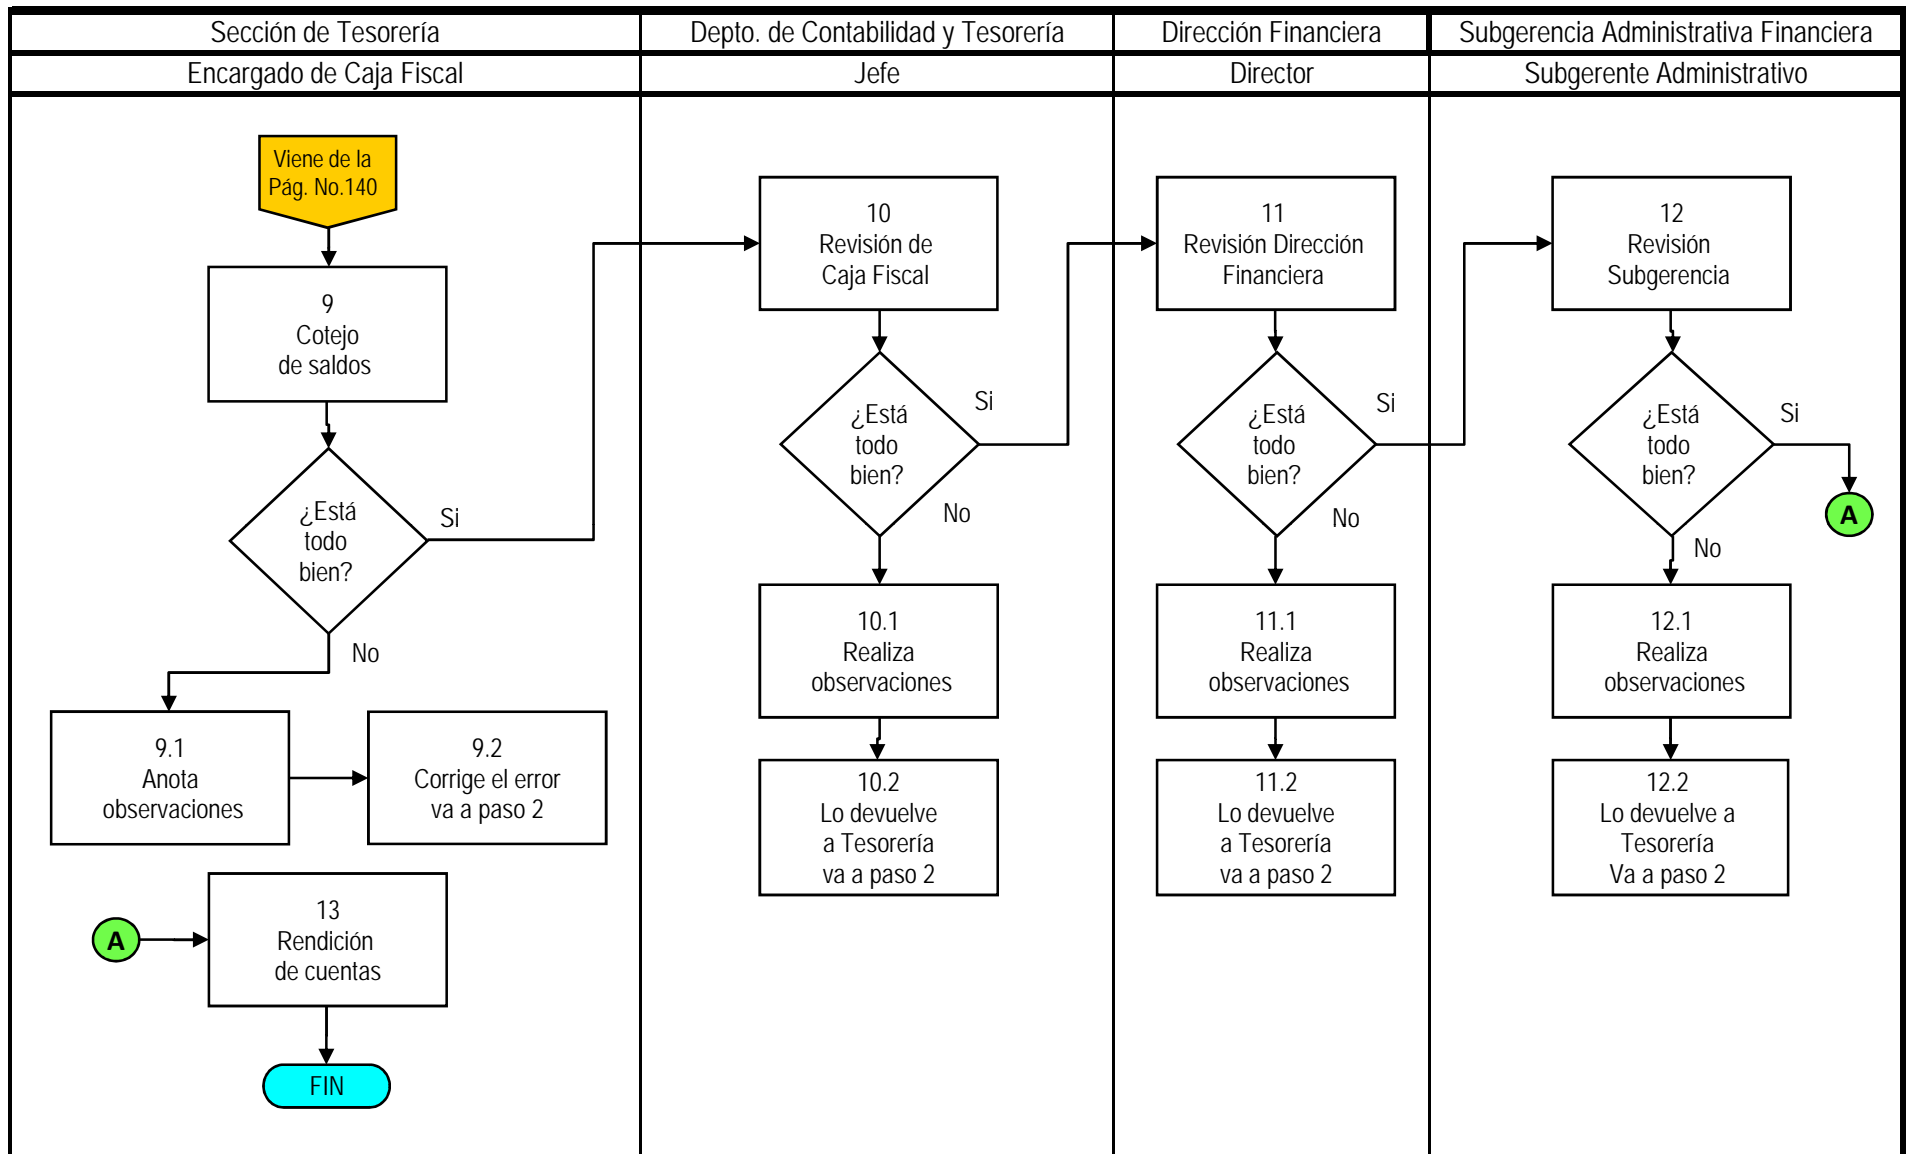 Sección de Tesorería
Depto. de Contabilidad y Tesorería
Dirección Financiera
Subgerencia Administrativa Financiera
Encargado de Caja Fiscal
Jefe
Director
Subgerente Administrativo
Viene de la
Pág. No.140
9
Cotejo
de saldos
¿Está
todo
bien?
Si
No
9.1
Anota
observaciones
9.2
Corrige el error
va a paso 2
A
13
Rendición
de cuentas
FIN
10
Revisión de
Caja Fiscal
¿Está
todo
bien?
Si
No
10.1
Realiza
observaciones
10.2
Lo devuelve
a Tesorería
va a paso 2
11
Revisión Dirección
Financiera
¿Está
todo
bien?
Si
No
11.1
Realiza
observaciones
11.2
Lo devuelve
a Tesorería
va a paso 2
12
Revisión
Subgerencia
¿Está
todo
bien?
Si
A
No
12.1
Realiza
observaciones
12.2
Lo devuelve a
Tesorería
Va a paso 2